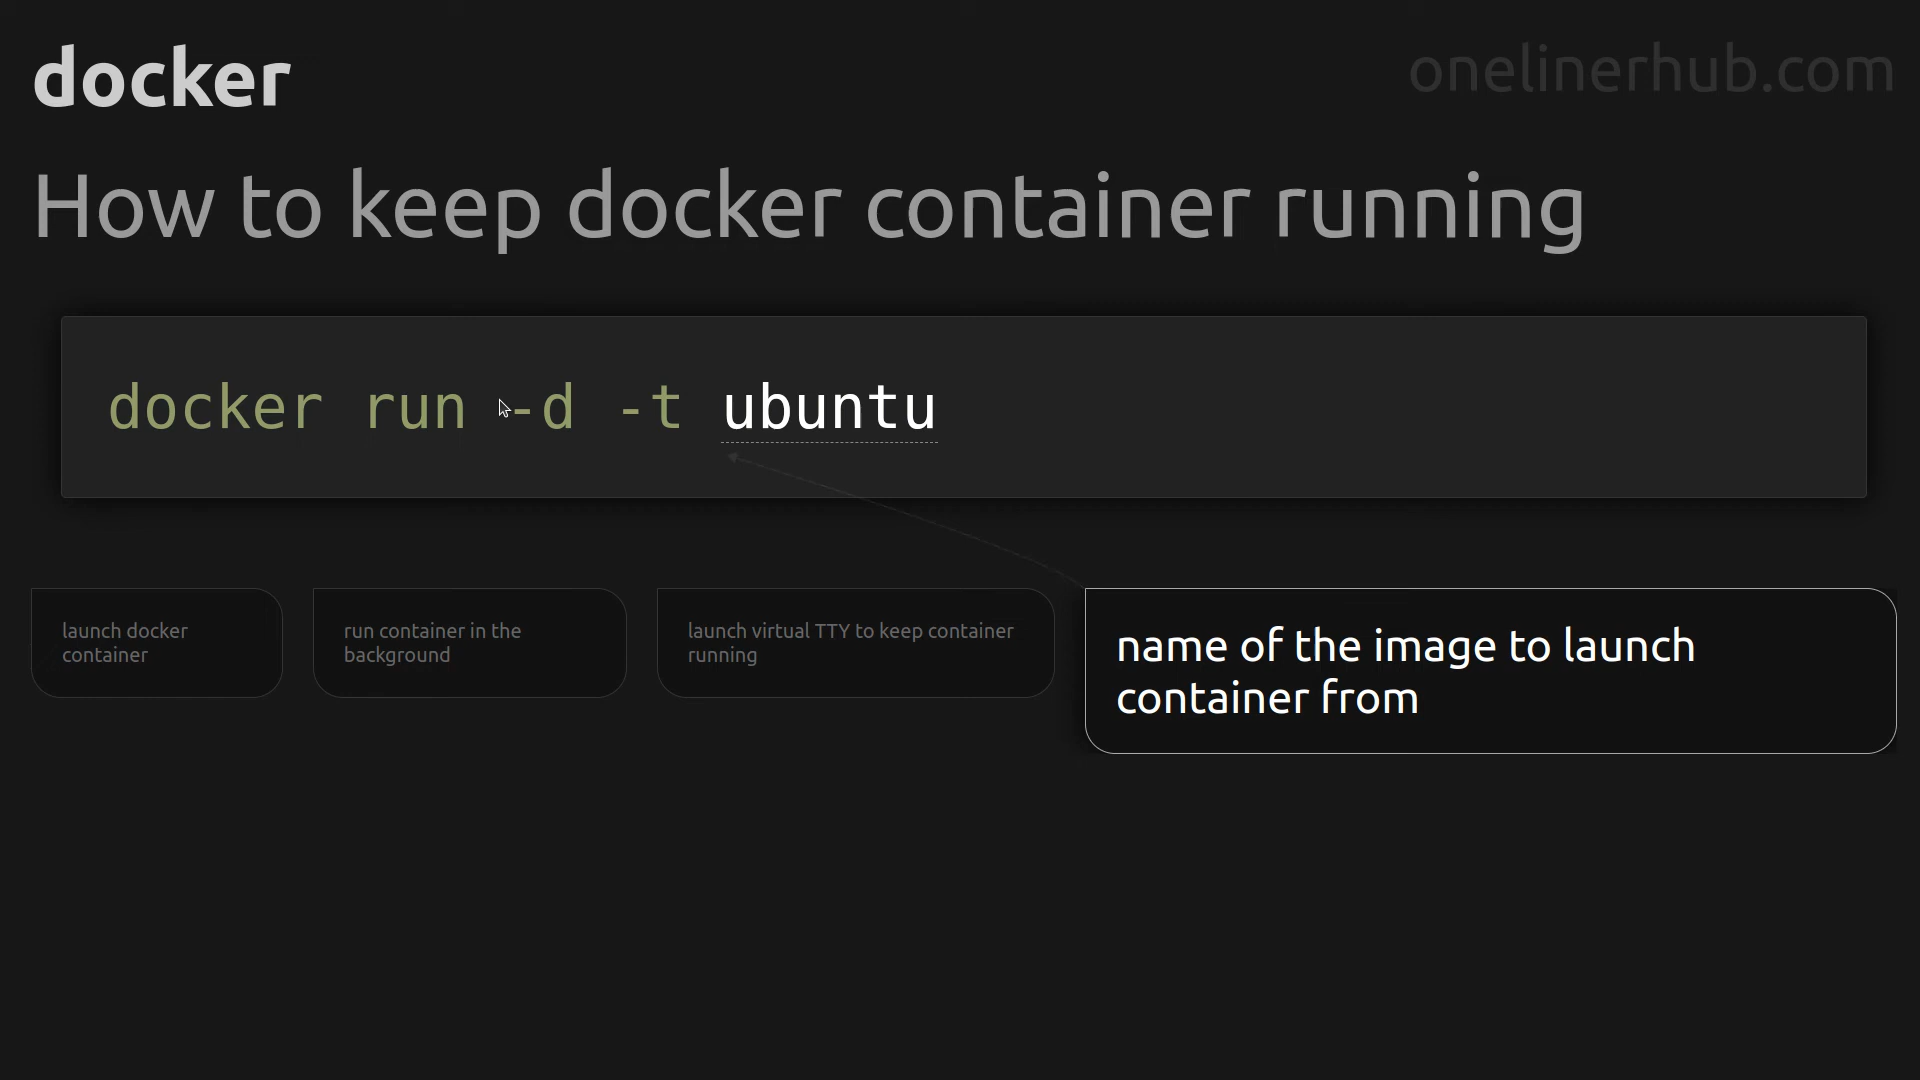 docker
onelinerhub.com
How to keep docker container running
docker run -d -t ubuntu
launch docker
container
run container in the
background
launch virtual TTY to keep container
running
name of the image to launch
container from